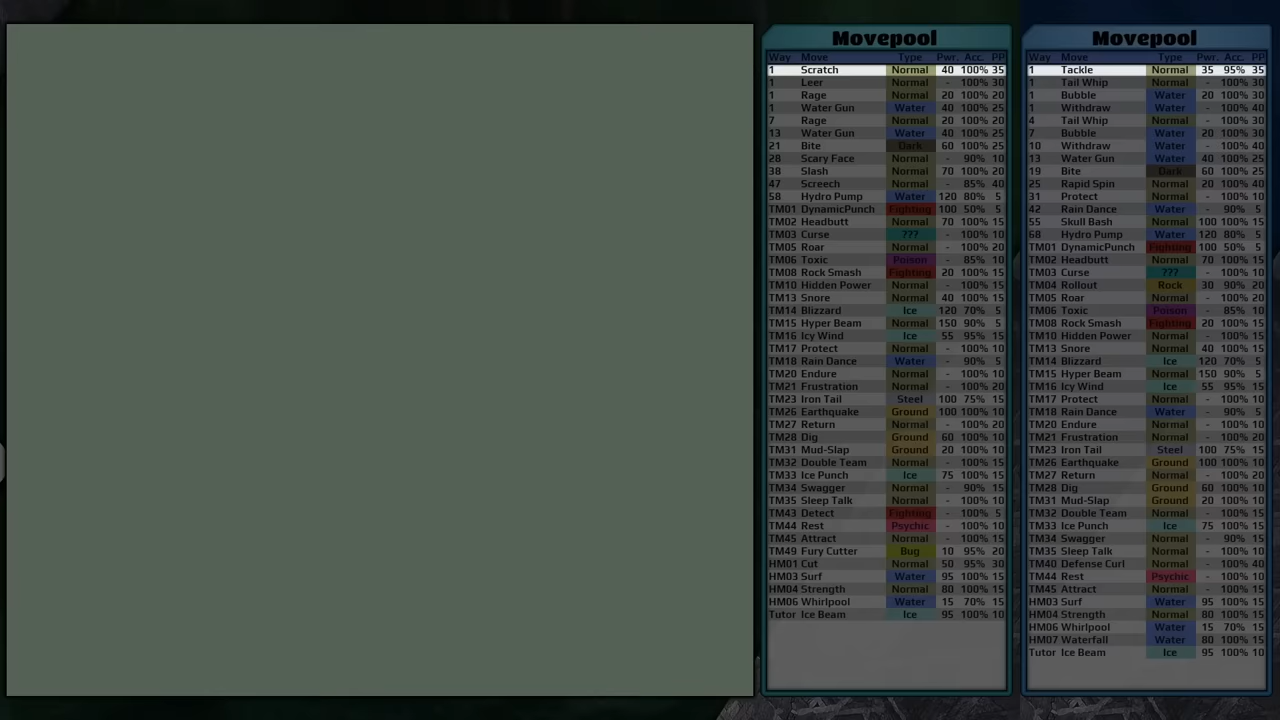 Movepool
Way Move Type Pwr. Acc. PP
1 Scratch Normal 40 100% 35
1 Leer Normal - 100% 30
1 Rage Normal 20 100% 20
1 Water Gun Water 40 100% 25
7 Rage Normal 20 100% 20
13 Water Gun Water 40 100% 25
21 Bite Dark 60 100% 25
28 Scary Face Normal - 90% 10
38 Slash Normal 70 100% 20
47 Screech Normal - 85% 40
58 Hydro Pump Water 120 80% 5
TM01 DynamicPunch Fighting 100 50% 5
TM02 Headbutt Normal 70 100% 15
TM03 Curse ??? - 100% 10
TM05 Roar Normal - 100% 20
TM06 Toxic Poison - 85% 10
TM08 Rock Smash Fighting 20 100% 15
TM10 Hidden Power Normal - 100% 15
TM13 Snore Normal 40 100% 15
TM14 Blizzard Ice 120 70% 5
TM15 Hyper Beam Normal 150 90% 5
TM16 Icy Wind Ice 55 95% 15
TM17 Protect Normal - 100% 10
TM18 Rain Dance Water - 90% 5
TM20 Endure Normal - 100% 10
TM21 Frustration Normal - 100% 20
TM23 Iron Tail Steel 100 75% 15
TM26 Earthquake Ground 100 100% 10
TM27 Return Normal - 100% 20
TM28 Dig Ground 60 100% 10
TM31 Mud-Slap Ground 20 100% 10
TM32 Double Team Normal - 100% 15
TM33 Ice Punch Ice 75 100% 15
TM34 Swagger Normal - 90% 15
TM35 Sleep Talk Normal - 100% 10
TM43 Detect Fighting - 100% 5
TM44 Rest Psychic - 100% 10
TM45 Attract Normal - 100% 15
TM49 Fury Cutter Bug 10 95% 20
HM01 Cut Normal 50 95% 30
HM03 Surf Water 95 100% 15
HM04 Strength Normal 80 100% 15
HM06 Whirlpool Water 15 70% 15
Tutor Ice Beam Ice 95 100% 10
Movepool
Way Move Type Pwr. Acc. PP
1 Tackle Normal 35 95% 35
1 Tail Whip Normal - 100% 30
1 Bubble Water 20 100% 30
1 Withdraw Water - 100% 40
4 Tail Whip Normal - 100% 30
7 Bubble Water 20 100% 30
10 Withdraw Water - 100% 40
13 Water Gun Water 40 100% 25
19 Bite Dark 60 100% 25
25 Rapid Spin Normal 20 100% 40
31 Protect Normal - 100% 10
42 Rain Dance Water - 90% 5
55 Skull Bash Normal 100 100% 15
68 Hydro Pump Water 120 80% 5
TM01 DynamicPunch Fighting 100 50% 5
TM02 Headbutt Normal 70 100% 15
TM03 Curse ??? - 100% 10
TM04 Rollout Rock 30 90% 20
TM05 Roar Normal - 100% 20
TM06 Toxic Poison - 85% 10
TM08 Rock Smash Fighting 20 100% 15
TM10 Hidden Power Normal - 100% 15
TM13 Snore Normal 40 100% 15
TM14 Blizzard Ice 120 70% 5
TM15 Hyper Beam Normal 150 90% 5
TM16 Icy Wind Ice 55 95% 15
TM17 Protect Normal - 100% 10
TM18 Rain Dance Water - 90% 5
TM20 Endure Normal - 100% 10
TM21 Frustration Normal - 100% 20
TM23 Iron Tail Steel 100 75% 15
TM26 Earthquake Ground 100 100% 10
TM27 Return Normal - 100% 20
TM28 Dig Ground 60 100% 10
TM31 Mud-Slap Ground 20 100% 10
TM32 Double Team Normal - 100% 15
TM33 Ice Punch Ice 75 100% 15
TM34 Swagger Normal - 90% 15
TM35 Sleep Talk Normal - 100% 10
TM40 Defense Curl Normal - 100% 40
TM44 Rest Psychic - 100% 10
TM45 Attract Normal - 100% 15
HM03 Surf Water 95 100% 15
HM04 Strength Normal 80 100% 15
HM06 Whirlpool Water 15 70% 15
HM07 Waterfall Water 80 100% 15
Tutor Ice Beam Ice 95 100% 10